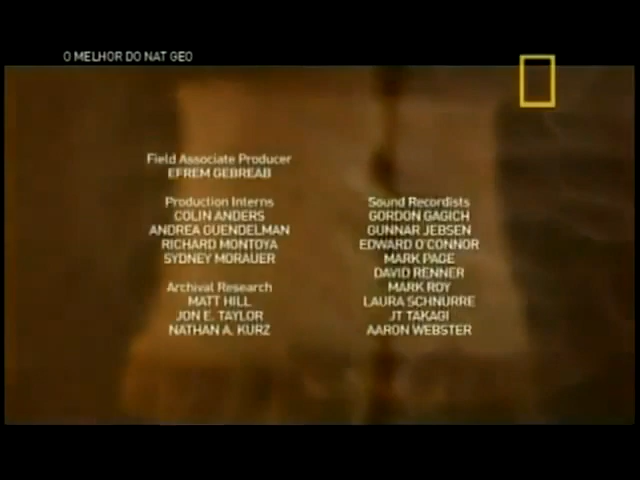 O MELHOR DO NAT GEO
Field Associate Producer
EFREM GEBREAB
Production Interns
COLIN ANDERS
ANDREA GUENDELMAN
RICHARD MONTOYA
SYDNEY MORAUER
Archival Research
MATT HILL
JON E. TAYLOR
NATHAN A. KURZ
Sound Recordists
GORDON GAGICH
GUNNAR JEBSEN
EDWARD O'CONNOR
MARK PAGE
DAVID RENNER
MARK ROY
LAURA SCHNURRE
JT TAKAGI
AARON WEBSTER